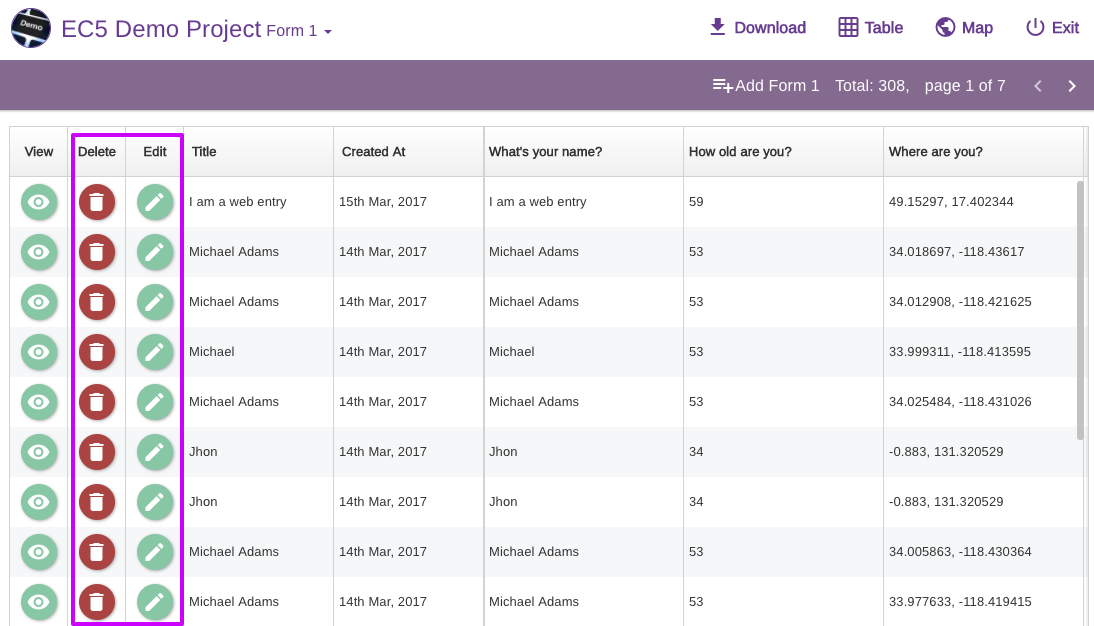 Demo
EC5 Demo Project Form 1
Download
Table
Map
Exit
Add Form 1 Total: 308, page 1 of 7
View Delete Edit Title Created At What's your name? How old are you? Where are you?
I am a web entry 15th Mar, 2017 I am a web entry 59 49.15297, 17.402344
Michael Adams 14th Mar, 2017 Michael Adams 53 34.018697, -118.43617
Michael Adams 14th Mar, 2017 Michael Adams 53 34.012908, -118.421625
Michael 14th Mar, 2017 Michael 53 33.999311, -118.413595
Michael Adams 14th Mar, 2017 Michael Adams 53 34.025484, -118.431026
Jhon 14th Mar, 2017 Jhon 34 -0.883, 131.320529
Jhon 14th Mar, 2017 Jhon 34 -0.883, 131.320529
Michael Adams 14th Mar, 2017 Michael Adams 53 34.005863, -118.430364
Michael Adams 14th Mar, 2017 Michael Adams 53 33.977633, -118.419415